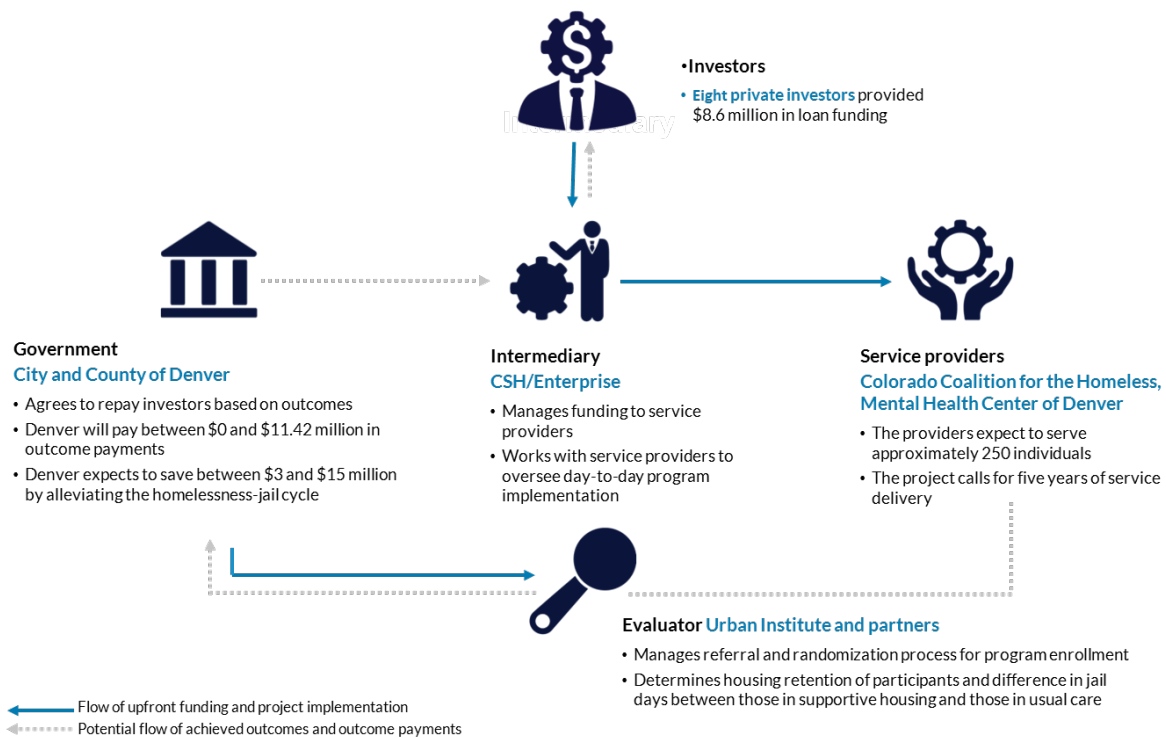 $
•Investors
• Eight private investors provided
$8.6 million in loan funding
Intermediary
Government
City and County of Denver
• Agrees to repay investors based on outcomes
• Denver will pay between $0 and $11.42 million in
outcome payments
• Denver expects to save between $3 and $15 million
by alleviating the homelessness-jail cycle
Intermediary
CSH/Enterprise
• Manages funding to service
providers
• Works with service providers to
oversee day-to-day program
implementation
Service providers
Colorado Coalition for the Homeless,
Mental Health Center of Denver
• The providers expect to serve
approximately 250 individuals
• The project calls for five years of service
delivery
Evaluator Urban Institute and partners
• Manages referral and randomization process for program enrollment
• Determines housing retention of participants and difference in jail
days between those in supportive housing and those in usual care
Flow of upfront funding and project implementation
Potential flow of achieved outcomes and outcome payments